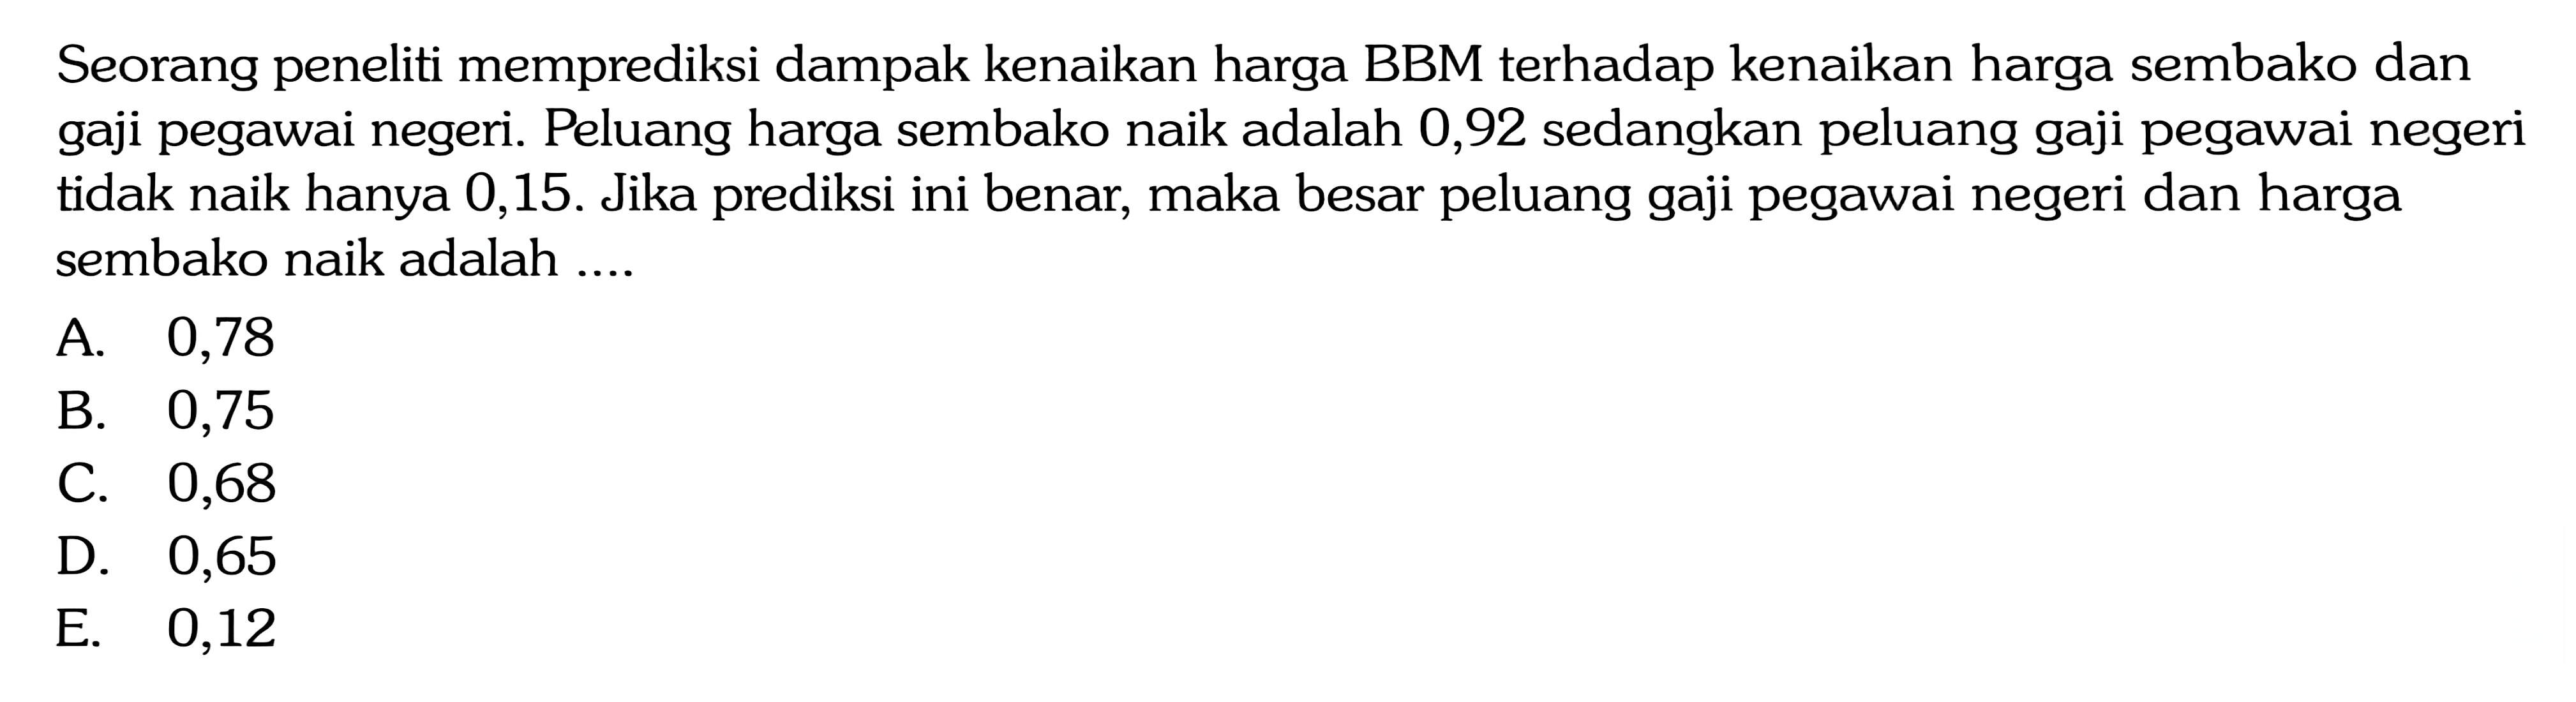 Seorang peneliti memprediksi dampak kenaikan harga BBM terhadap kenaikan harga sembako dan
gaji pegawai negeri. Peluang harga sembako naik adalah 0,92 sedangkan peluang gaji pegawai negeri
tidak naik hanya 0,15. Jika prediksi ini benar, maka besar peluang gaji pegawai negeri dan harga
sembako naik adalah ....
A. 0,78
B. 0,75
C. 0,68
D. 0,65
E. 0,12